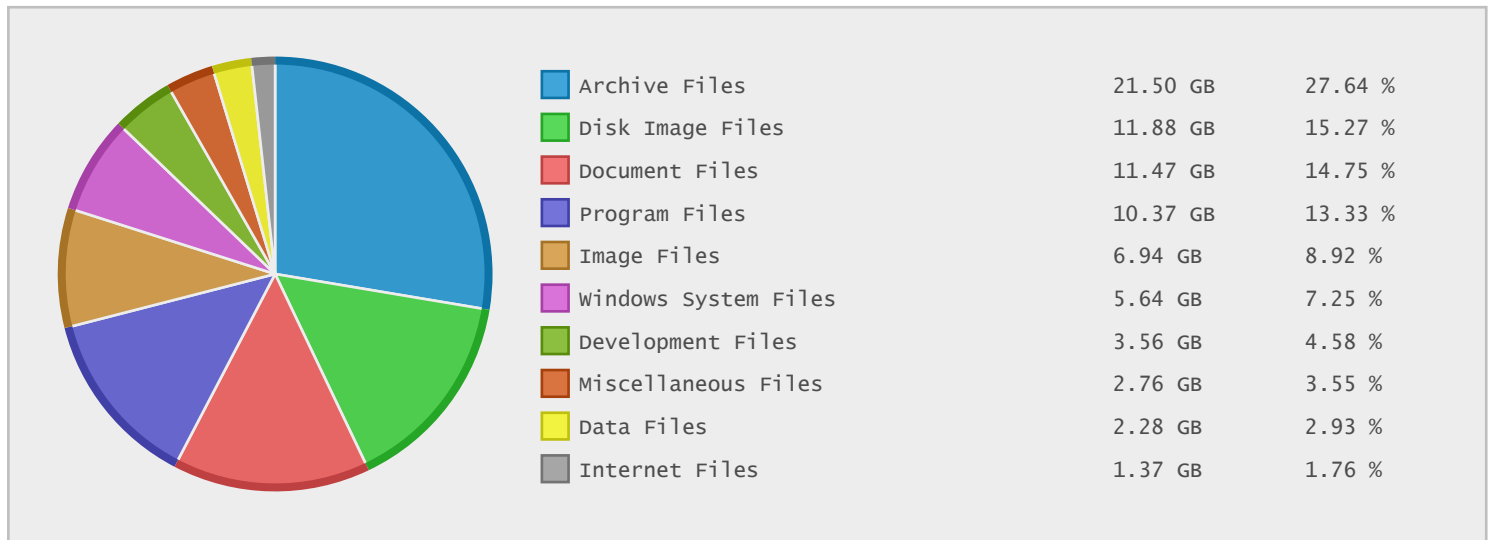 Archive Files 21.50 GB 27.64 %
Disk Image Files 11.88 GB 15.27 %
Document Files 11.47 GB 14.75 %
Program Files 10.37 GB 13.33 %
Image Files 6.94 GB 8.92 %
Windows System Files 5.64 GB 7.25 %
Development Files 3.56 GB 4.58 %
Miscellaneous Files 2.76 GB 3.55 %
Data Files 2.28 GB 2.93 %
Internet Files 1.37 GB 1.76 %